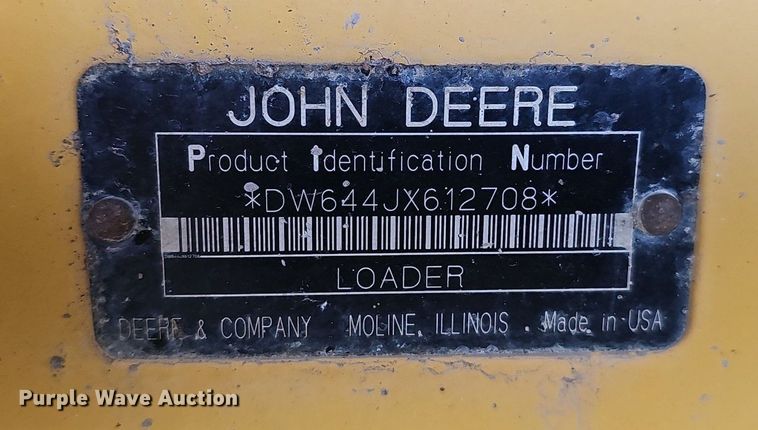 JOHN DEERE
Product Identification Number
*DW644JX612708*
LOADER
DEERE & COMPANY MOLINE, ILLINOIS. Made in USA
Purple Wave Auction